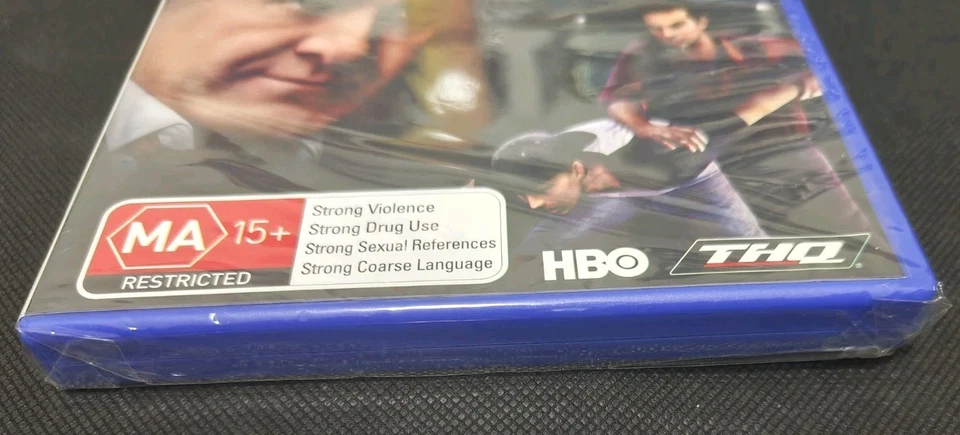 MA 15+
RESTRICTED
Strong Violence
Strong Drug Use
Strong Sexual References
Strong Coarse Language
HBO
THQ